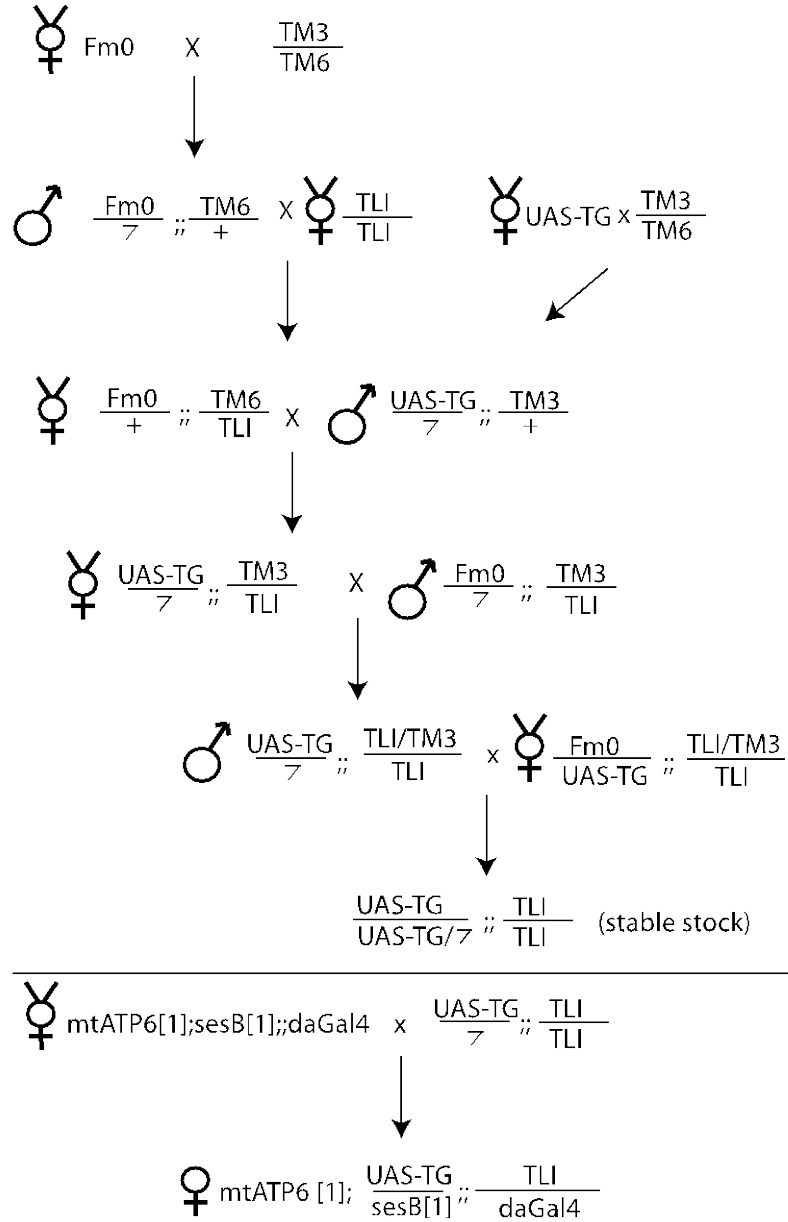 Fm0 X TM3/TM6
Fm0/7 ;; TM6/+ X TLI/TLI UAS-TG x TM3/TM6
Fm0/+ ;; TM6/TLI X UAS-TG/7 ;; TM3/+
UAS-TG/7 ;; TM3/TLI X Fm0/7 ;; TM3/TLI
UAS-TG/7 ;; TLI/TM3/TLI x Fm0/UAS-TG ;; TLI/TM3/TLI
UAS-TG/UAS-TG/7 ;; TLI/TLI (stable stock)
mtATP6[1];sesB[1];;daGal4 x UAS-TG/7 ;; TLI/TLI
mtATP6 [1]; UAS-TG/sesB[1] ;; TLI/daGal4